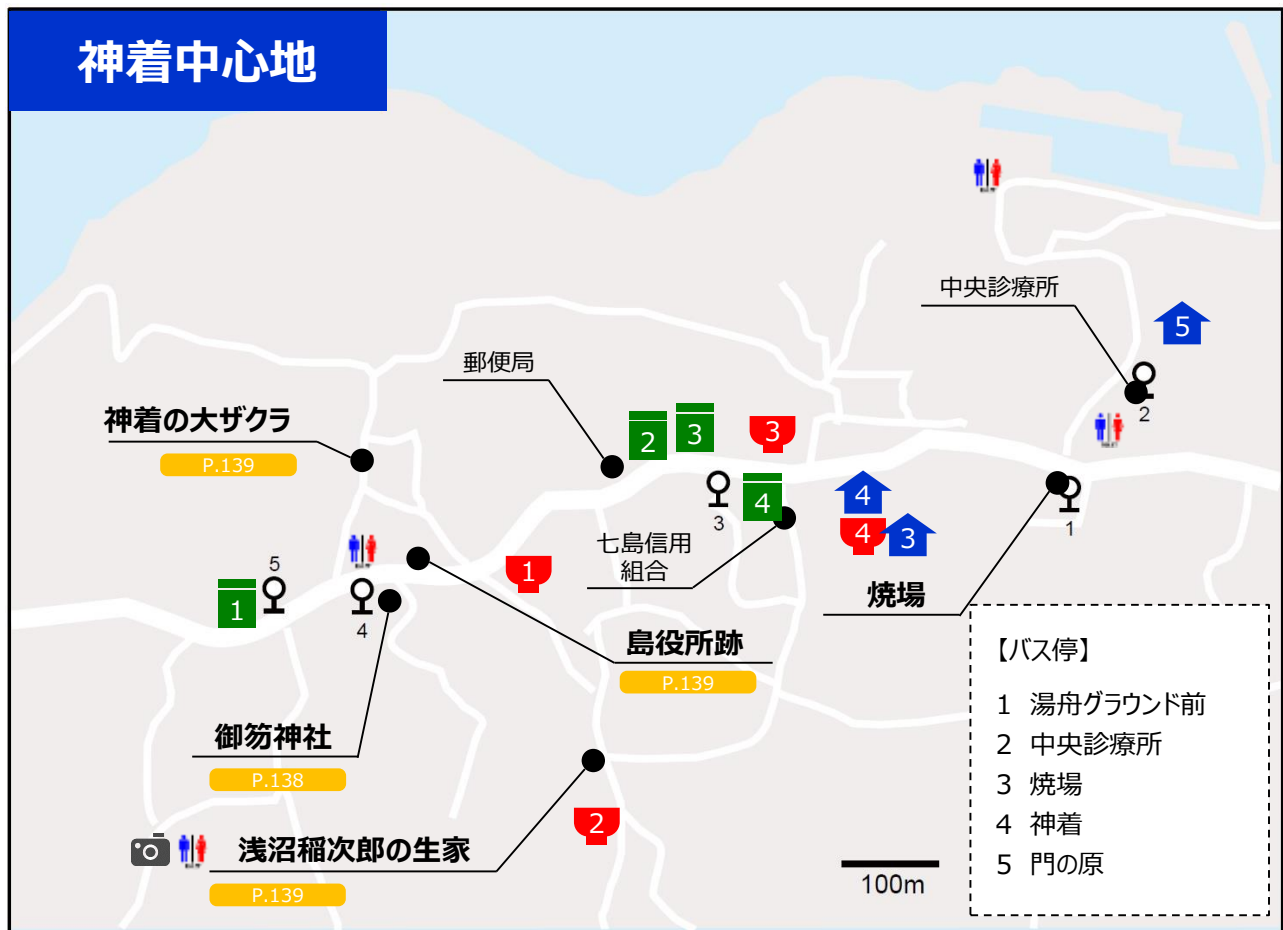 神着中心地
中央診療所
5
郵便局
2
神着の大ザクラ
P.139
2
3
3
4
4
3
七島信用
組合
4
3
1
焼場
5
1
1
4
島役所跡
P.139
御笏神社
P.138
2
浅沼稲次郎の生家
P.139
100m
【バス停】
1 湯舟グラウンド前
2 中央診療所
3 焼場
4 神着
5 門の原